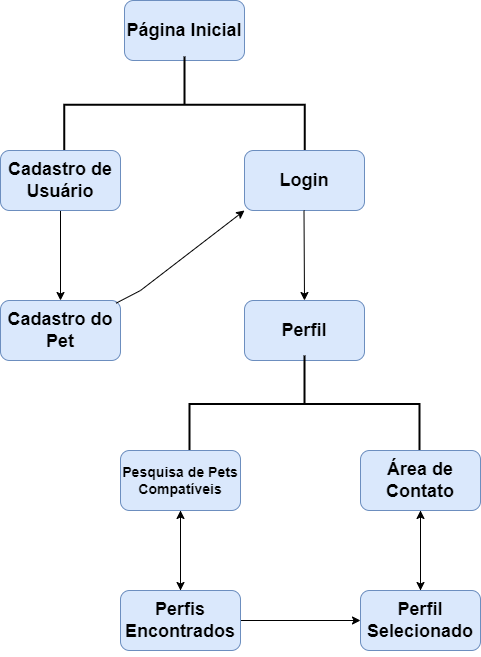 Página Inicial
Cadastro de
Usuário
Login
Cadastro do
Pet
Perfil
Pesquisa de Pets
Compatíveis
Área de
Contato
Perfis
Encontrados
Perfil
Selecionado